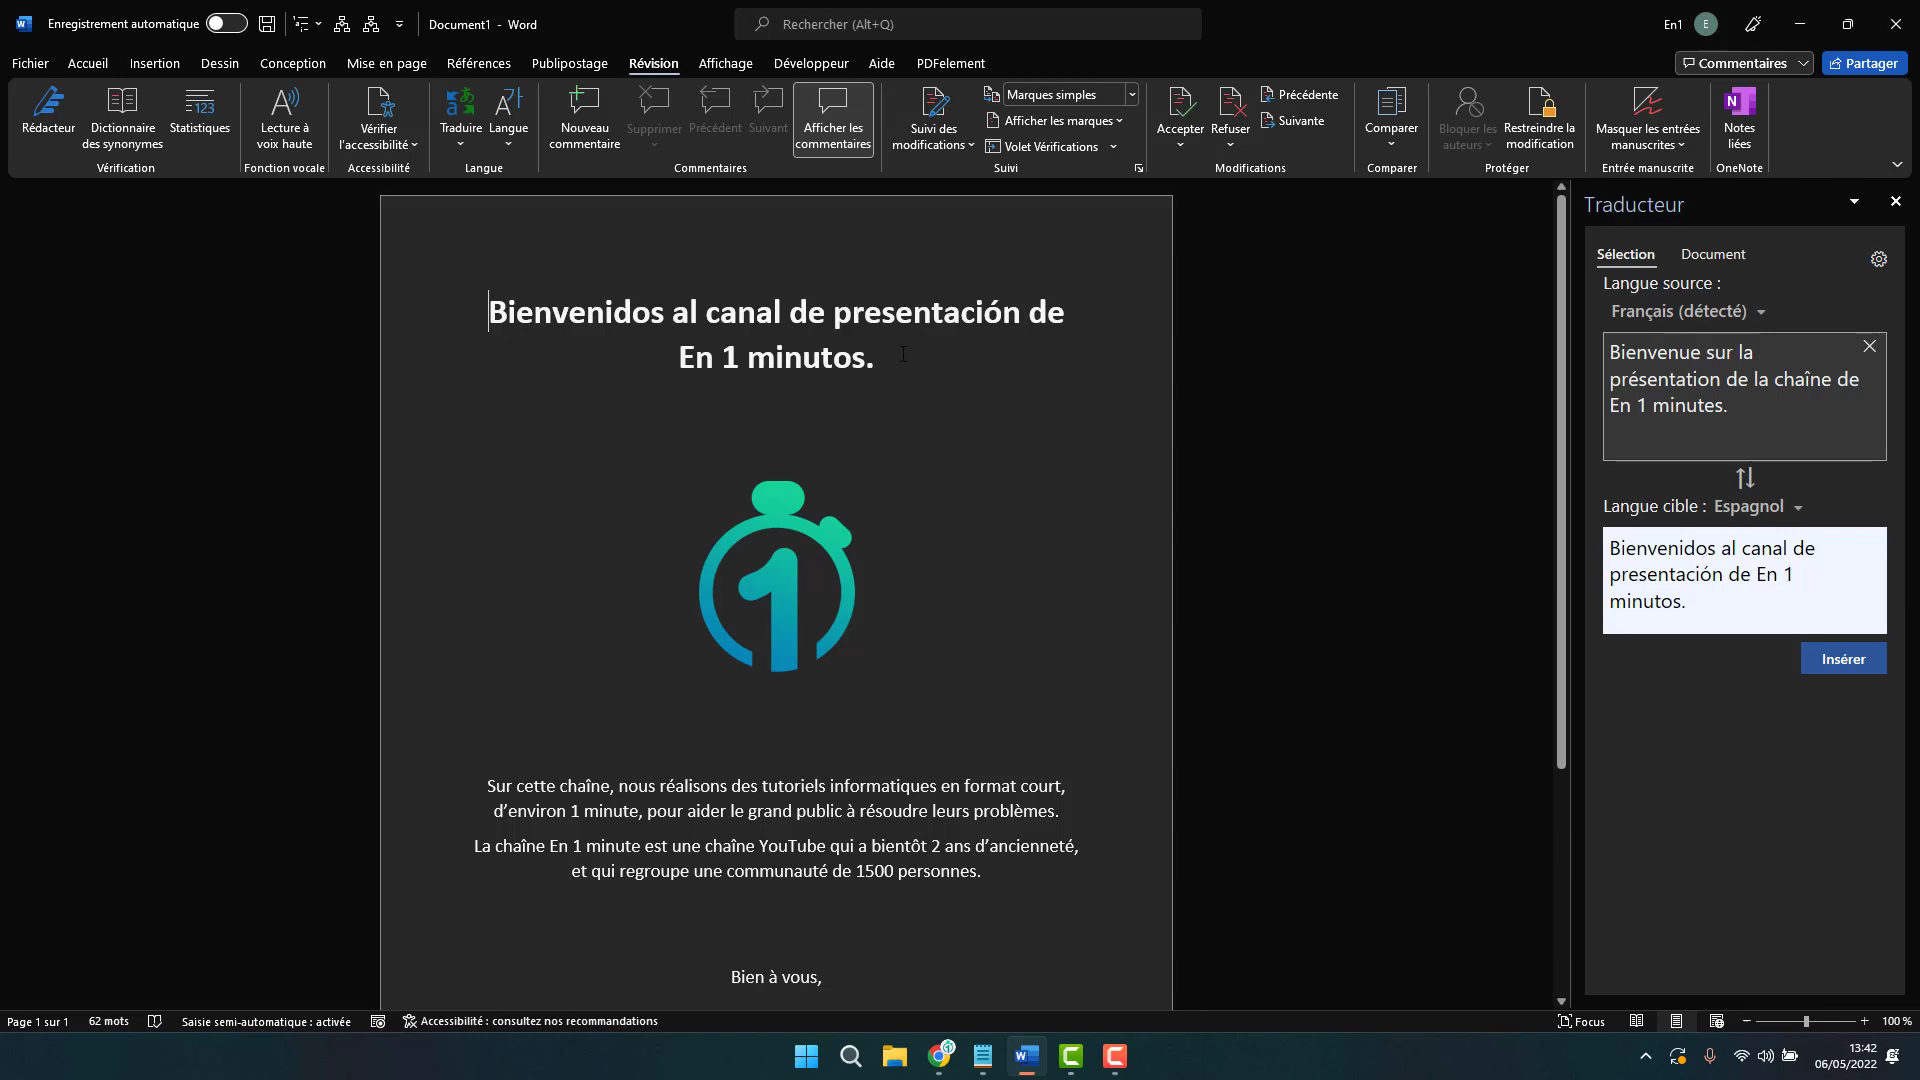 Enregistrement automatique
Document1 - Word
Rechercher (Alt+Q)
En1
E
Fichier
Accueil
Insertion
Dessin
Conception
Mise en page
Références
Publipostage
Révision
Affichage
Développeur
Aide
PDFelement
Commentaires
Partager
Rédacteur
Dictionnaire
des synonymes
Statistiques
Vérification
Lecture à
voix haute
Fonction vocale
Vérifier
l'accessibilité
Accessibilité
Traduire
Langue
Langue
Nouveau
commentaire
Supprimer
Précédent
Suivant
Afficher les
commentaires
Commentaires
Suivi des
modifications
Marques simples
Afficher les marques
Volet Vérifications
Suivi
Accepter
Refuser
Précédente
Suivante
Modifications
Comparer
Comparer
Bloquer les
auteurs
Restreindre la
modification
Protéger
Masquer les entrées
manuscrites
Entrée manuscrite
Notes
liées
OneNote
Bienvenidos al canal de presentación de
En 1 minutos.
1
Sur cette chaîne, nous réalisons des tutoriels informatiques en format court,
d’environ 1 minute, pour aider le grand public à résoudre leurs problèmes.
La chaîne En 1 minute est une chaîne YouTube qui a bientôt 2 ans d’ancienneté,
et qui regroupe une communauté de 1500 personnes.
Bien à vous,
Traducteur
Sélection
Document
Langue source :
Français (détecté)
Bienvenue sur la
présentation de la chaîne de
En 1 minutes.
Langue cible : Espagnol
Bienvenidos al canal de
presentación de En 1
minutos.
Insérer
Page 1 sur 1
62 mots
Saisie semi-automatique : activée
Accessibilité : consultez nos recommandations
Focus
100 %
13:42
06/05/2022